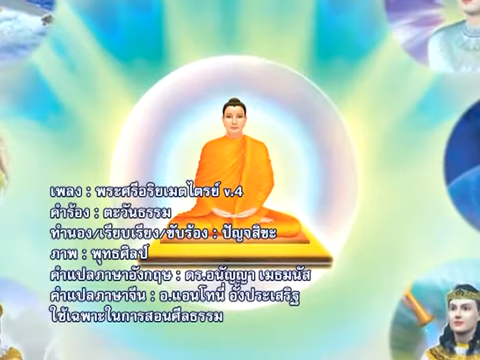 เพลง : พระศรีอริยเมตไตรย์ v.4
คำร้อง : ตะวันธรรม
ทำนอง/เรียบเรียง/ขับร้อง : ปัญจสิขะ
ภาพ : พุทธศิลป์
คำแปลภาษาอังกฤษ : ดร.อนัญญา เมธมนัส
คำแปลภาษาจีน : อ.แอนโทนี่ อั้งประเสริฐ
ใช้เฉพาะในการสอนศีลธรรม